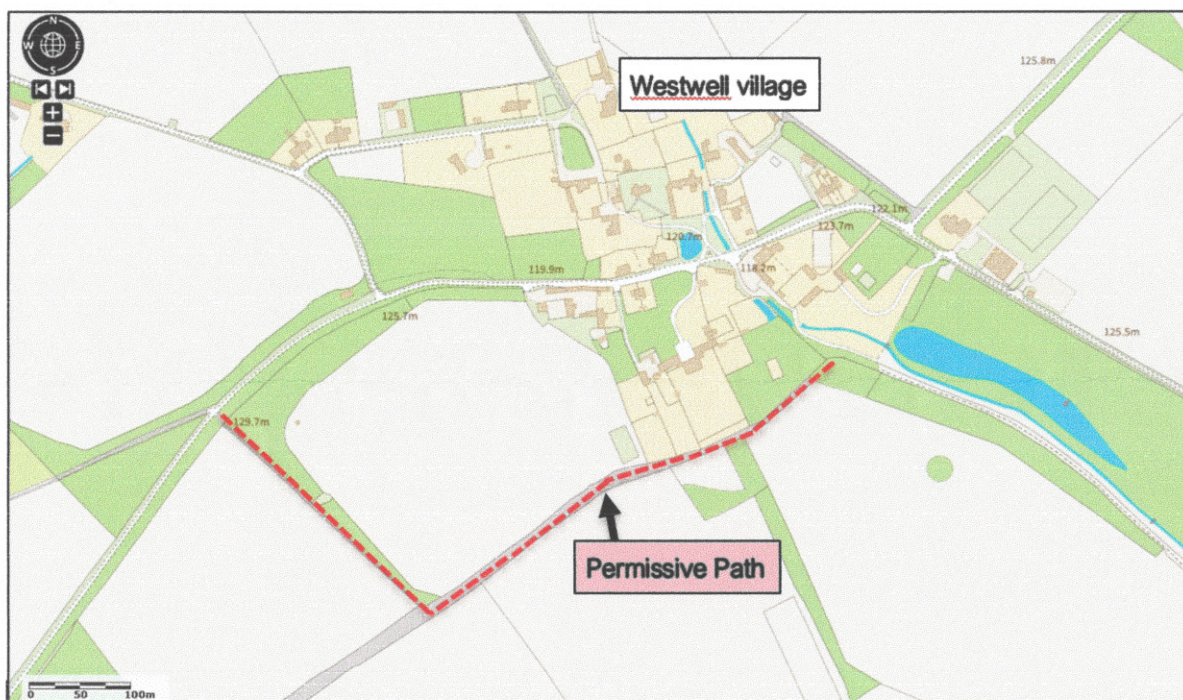 N
W E
S
Westwell village
125.8m
122.1m
123.7m
120.7m
118.2m
119.9m
125.7m
125.5m
129.7m
Permissive Path
0 50 100m